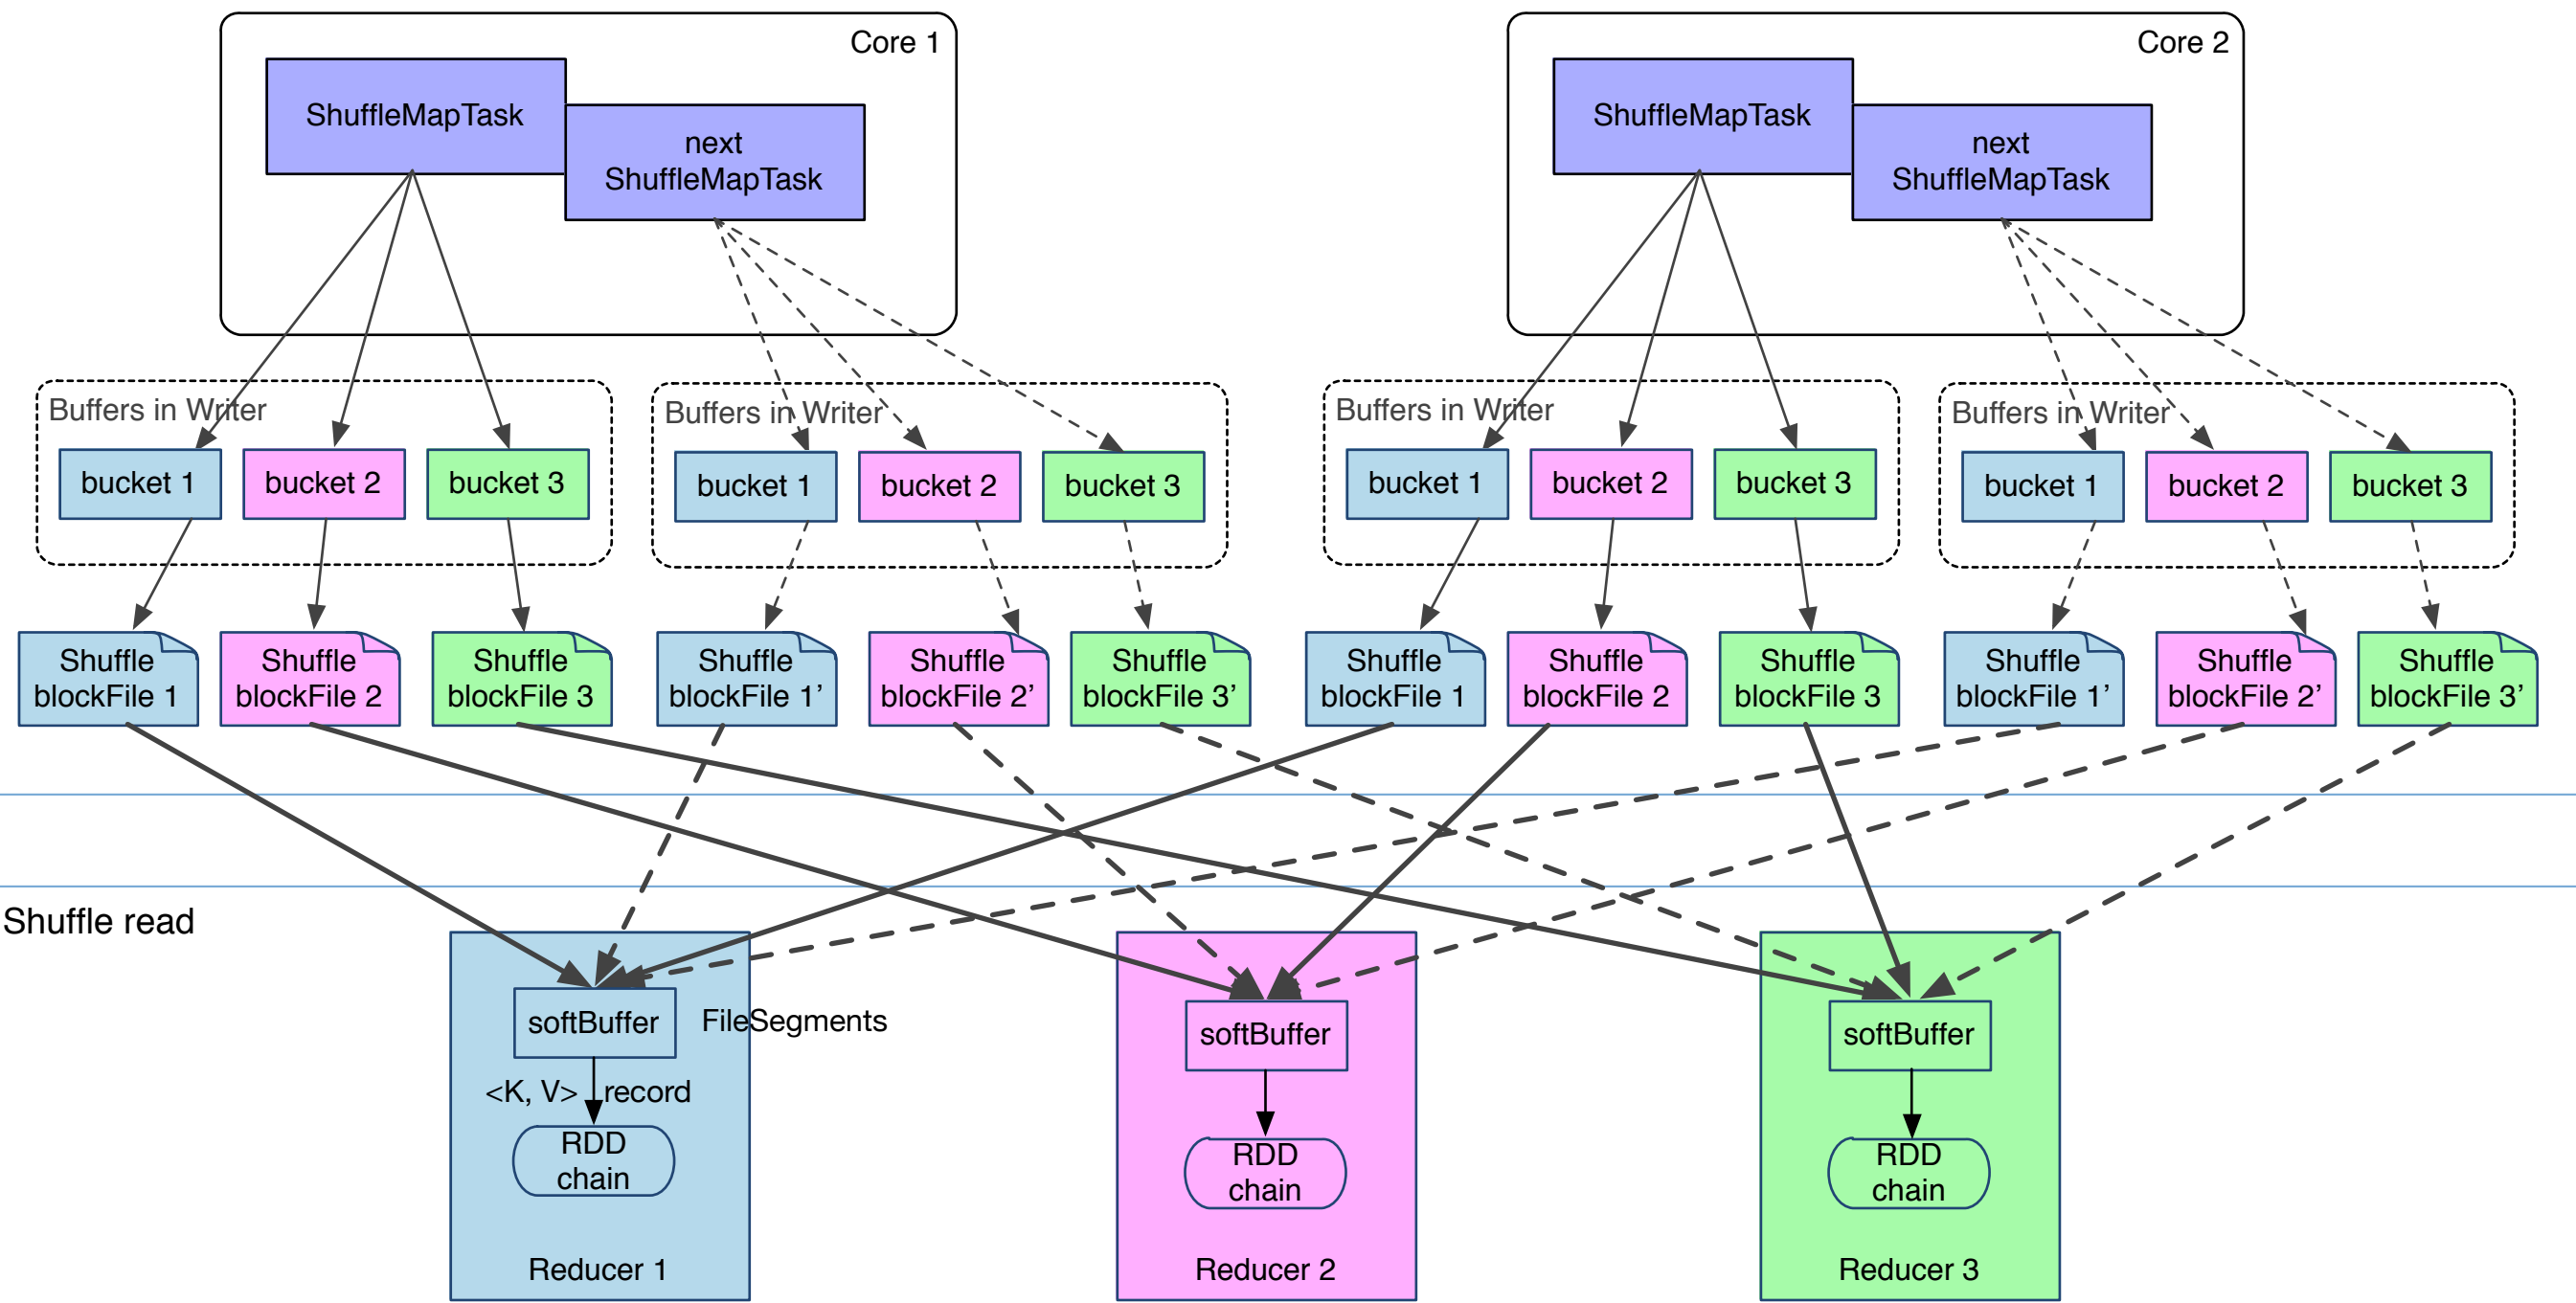 Core 1
Core 2
ShuffleMapTask
next
ShuffleMapTask
ShuffleMapTask
next
ShuffleMapTask
Buffers in Writer
Buffers in Writer
Buffers in Writer
Buffers in Writer
bucket 1
bucket 2
bucket 3
bucket 1
bucket 2
bucket 3
bucket 1
bucket 2
bucket 3
bucket 1
bucket 2
bucket 3
Shuffle
blockFile 1
Shuffle
blockFile 2
Shuffle
blockFile 3
Shuffle
blockFile 1’
Shuffle
blockFile 2’
Shuffle
blockFile 3’
Shuffle
blockFile 1
Shuffle
blockFile 2
Shuffle
blockFile 3
Shuffle
blockFile 1’
Shuffle
blockFile 2’
Shuffle
blockFile 3’
Shuffle read
softBuffer
FileSegments
<K, V> record
RDD
chain
Reducer 1
softBuffer
RDD
chain
Reducer 2
softBuffer
RDD
chain
Reducer 3